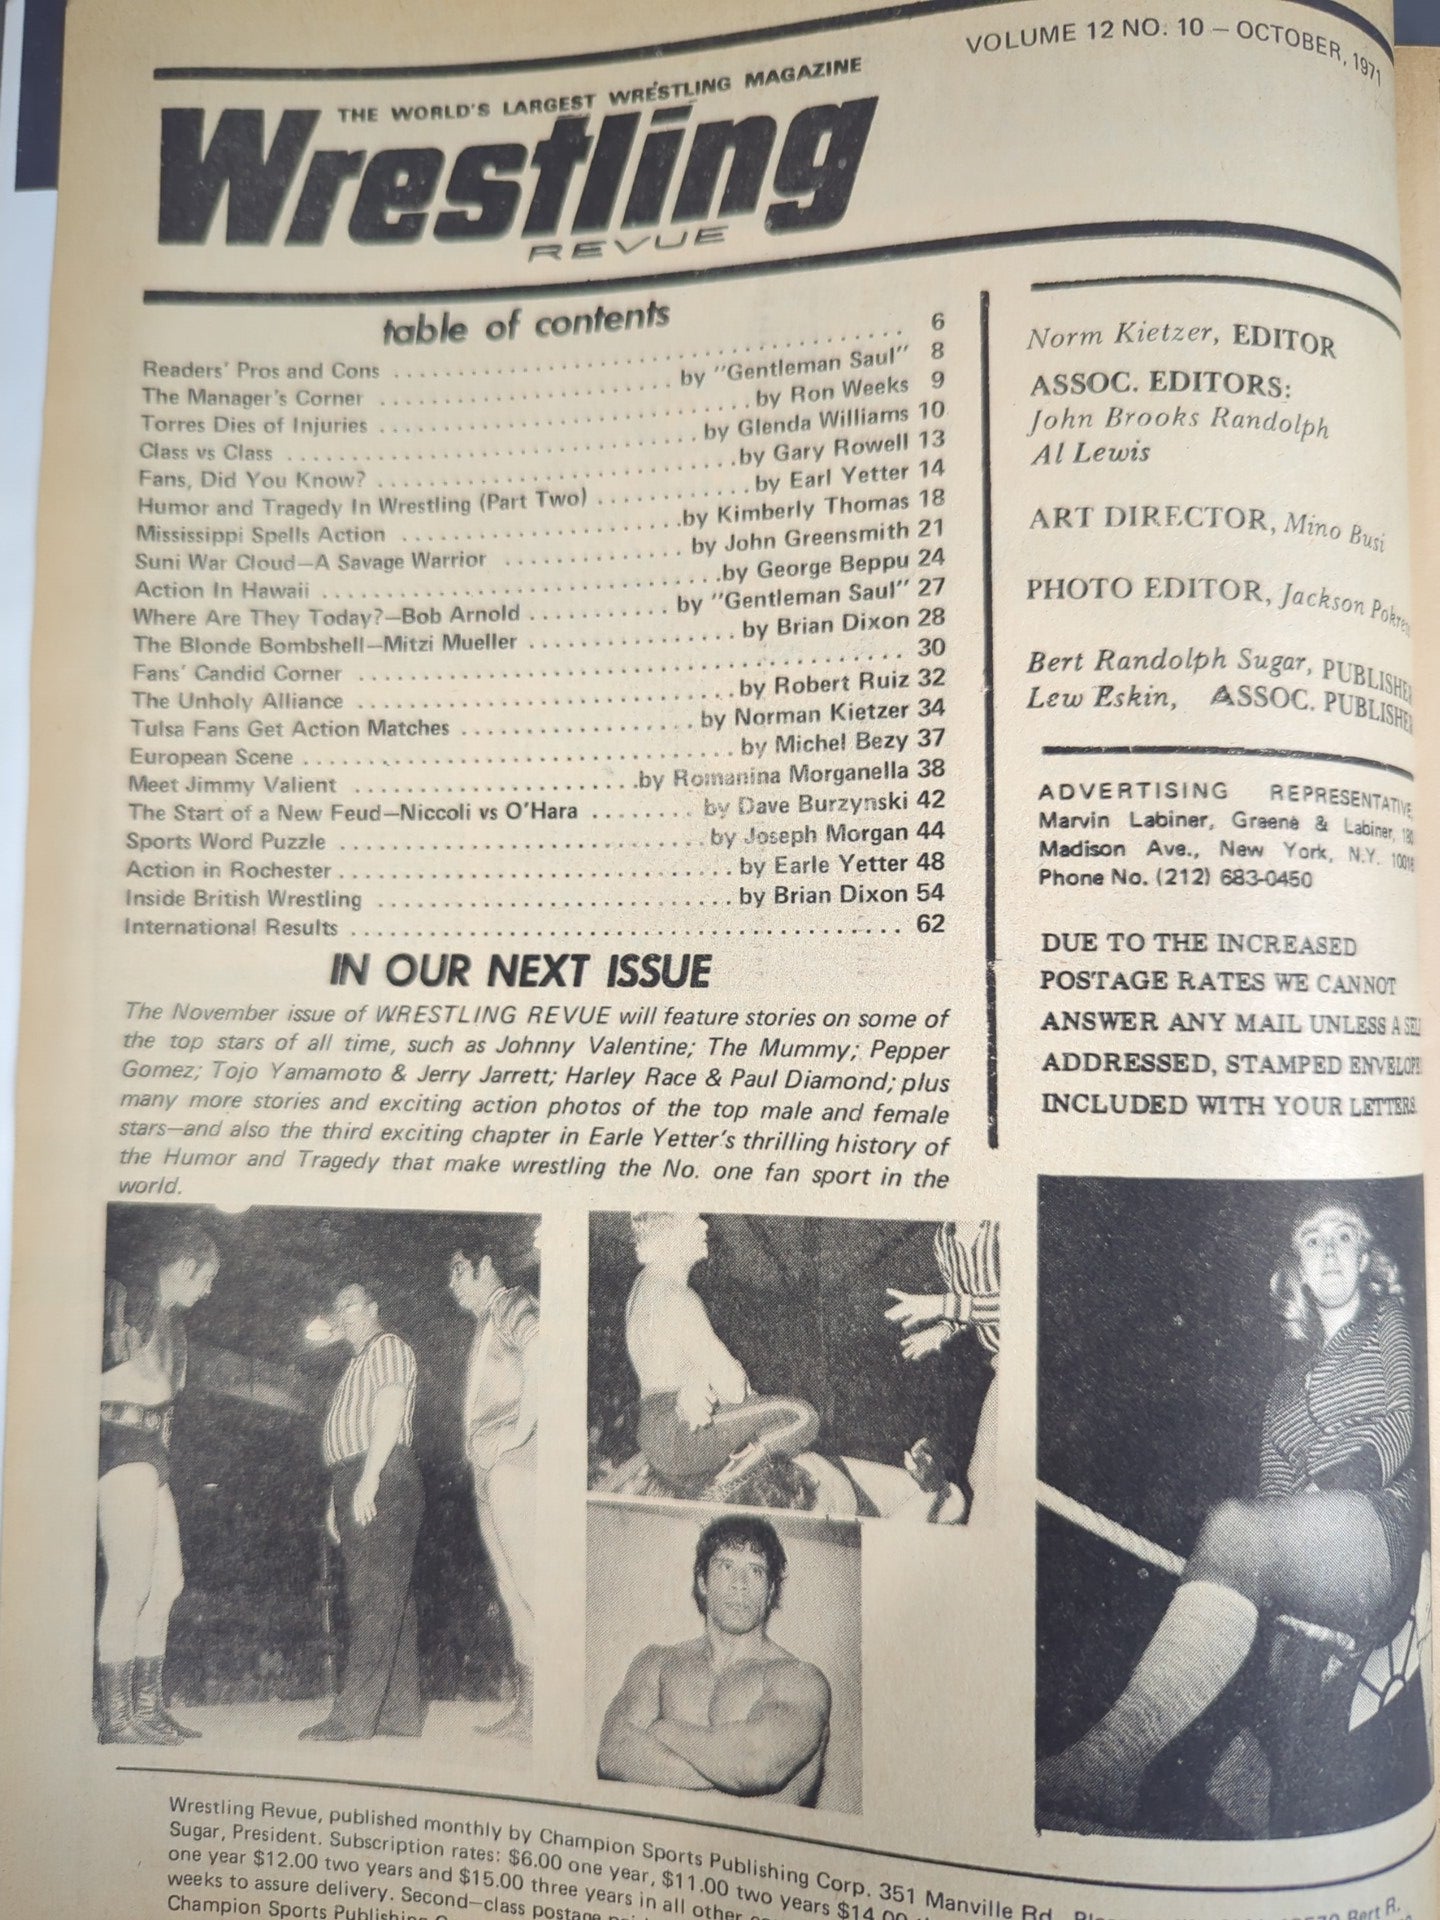 VOLUME 12 NO. 10 — OCTOBER, 1971
THE WORLD'S LARGEST WRESTLING MAGAZINE
Wrestling
REVUE
table of contents
Readers' Pros and Cons ........ 6
The Manager's Corner ........ by "Gentleman Saul" 8
Torres Dies of Injuries ........ by Ron Weeks 9
Class vs Class ........ by Glenda Williams 10
Fans, Did You Know? ........ by Gary Rowell 13
Humor and Tragedy In Wrestling (Part Two) ........ by Earl Yetter 14
Mississippi Spells Action ........ by Kimberly Thomas 18
Suni War Cloud—A Savage Warrior ........ by John Greensmith 21
Action In Hawaii ........ by George Beppu 24
Where Are They Today?—Bob Arnold ........ by "Gentleman Saul" 27
The Blonde Bombshell—Mitzi Mueller ........ by Brian Dixon 28
Fans' Candid Corner ........ 30
The Unholy Alliance ........ by Robert Ruiz 32
Tulsa Fans Get Action Matches ........ by Norman Kietzer 34
European Scene ........ by Michel Bezy 37
Meet Jimmy Valient ........ by Romanina Morganella 38
The Start of a New Feud—Niccoli vs O'Hara ........ by Dave Burzynski 42
Sports Word Puzzle ........ by Joseph Morgan 44
Action in Rochester ........ by Earle Yetter 48
Inside British Wrestling ........ by Brian Dixon 54
International Results ........ 62
IN OUR NEXT ISSUE
The November issue of WRESTLING REVUE will feature stories on some of
the top stars of all time, such as Johnny Valentine; The Mummy; Pepper
Gomez; Tojo Yamamoto & Jerry Jarrett; Harley Race & Paul Diamond; plus
many more stories and exciting action photos of the top male and female
stars—and also the third exciting chapter in Earle Yetter's thrilling history of
the Humor and Tragedy that make wrestling the No. one fan sport in the
world.
Norm Kietzer, EDITOR
ASSOC. EDITORS:
John Brooks Randolph
Al Lewis
ART DIRECTOR, Mino Busi
PHOTO EDITOR, Jackson
Bert Randolph Sugar, PUBLISHER
Lew Eskin, ASSOC. PUBLISHER
ADVERTISING REPRESENTATIVE
Marvin Labiner, Greene & Labiner, 180
Madison Ave., New York, N.Y. 10016
Phone No. (212) 683-0450
DUE TO THE INCREASED
POSTAGE RATES WE CANNOT
ANSWER ANY MAIL UNLESS A
ADDRESSED, STAMPED ENVELOPE
INCLUDED WITH YOUR LETTERS.
Wrestling Revue, published monthly by Champion Sports Publishing Corp. 351 Manville Rd. Bert R.
Sugar, President. Subscription rates: $6.00 one year, $11.00 two years $14.00
one year $12.00 two years and $15.00 three years in all other
weeks to assure delivery. Second—class postage
Champion Sports Publishing